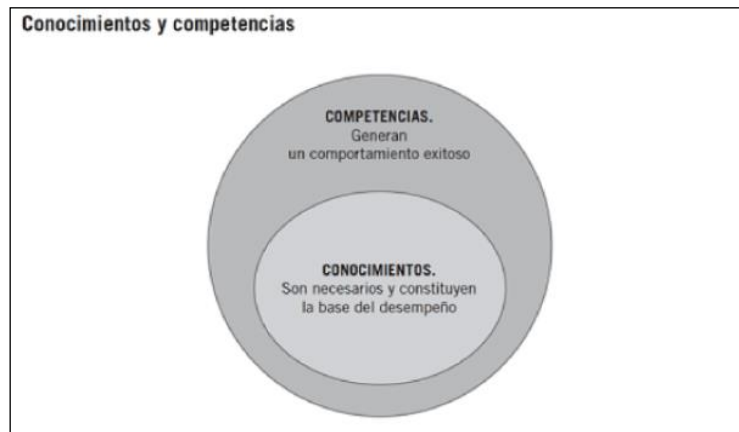 Conocimientos y competencias
COMPETENCIAS.
Generan
un comportamiento exitoso
CONOCIMIENTOS.
Son necesarios y constituyen
la base del desempeño